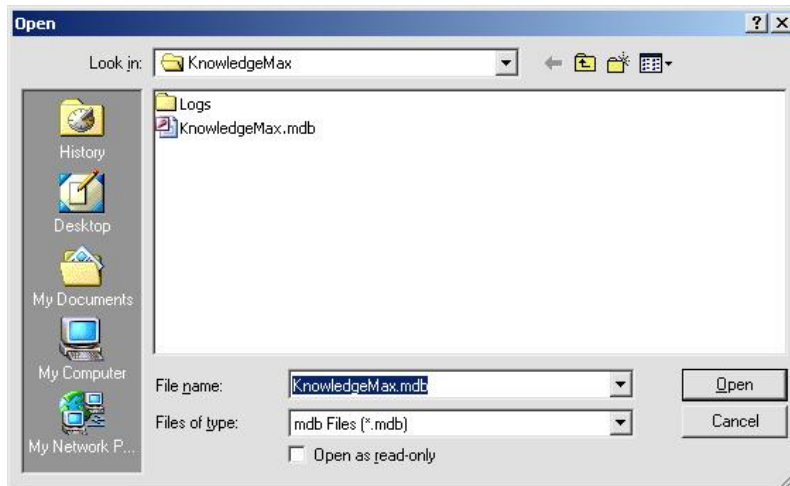 Open
Look in: KnowledgeMax
Logs
KnowledgeMax.mdb
History
Desktop
My Documents
My Computer
My Network P...
File name: KnowledgeMax.mdb Open
Files of type: mdb Files (*.mdb) Cancel
Open as read-only